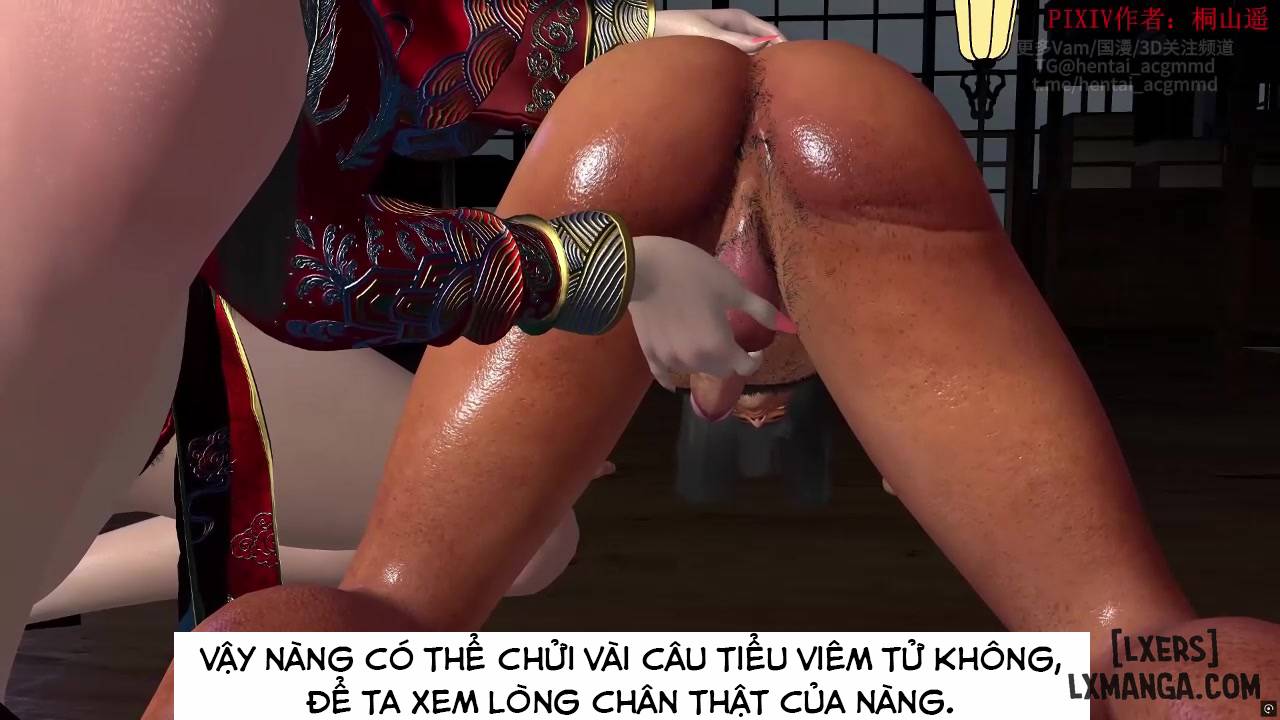 PIXIV作者：桐山遥
更多Vam/国漫/3D关注频道
TG@hentai_acgmmd
t.me/hentai_acgmmd
VẬY NÀNG CÓ THỂ CHỬI VÀI CÂU TIỂU VIÊM TỬ KHÔNG,
ĐỂ TA XEM LÒNG CHÂN THẬT CỦA NÀNG.
[LXERS]
LXMANGA.COM